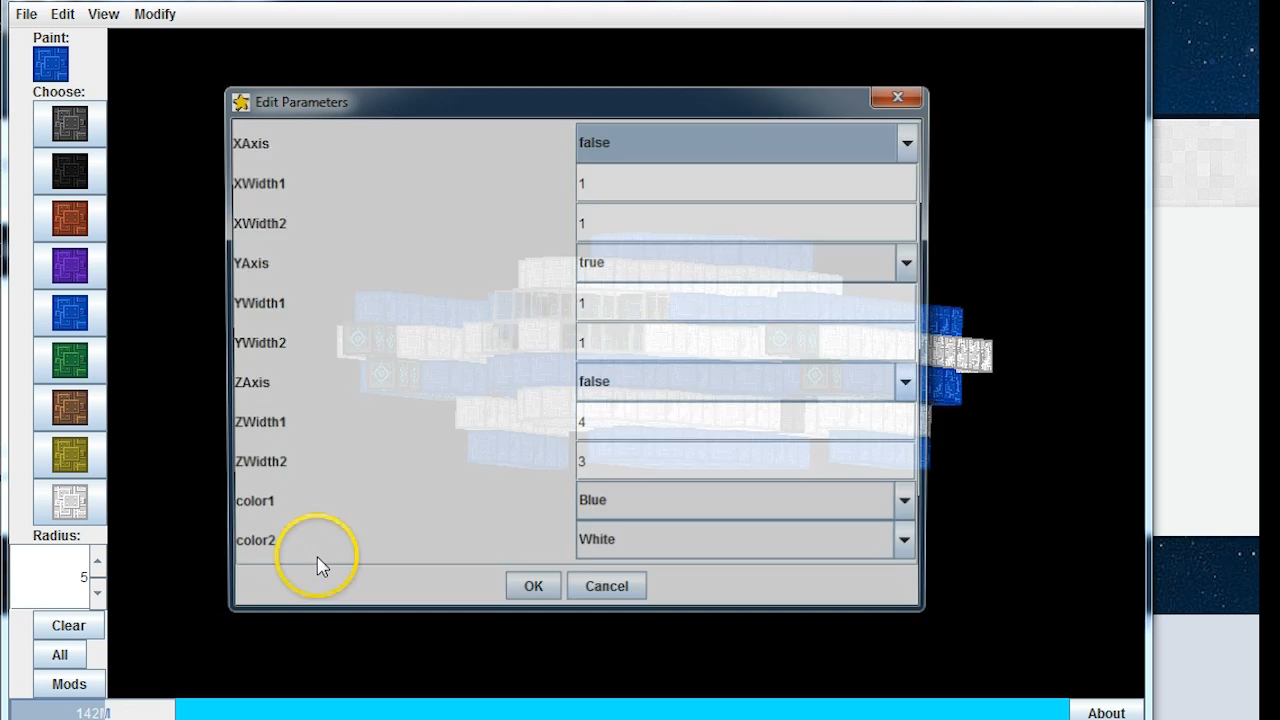 File Edit View Modify
Paint:
Choose:
Edit Parameters
XAxis false
XWidth1 1
XWidth2 1
YAxis true
YWidth1 1
YWidth2 1
ZAxis false
ZWidth1 4
ZWidth2 3
color1 Blue
color2 White
OK Cancel
Radius:
5
Clear
All
Mods
142M
About